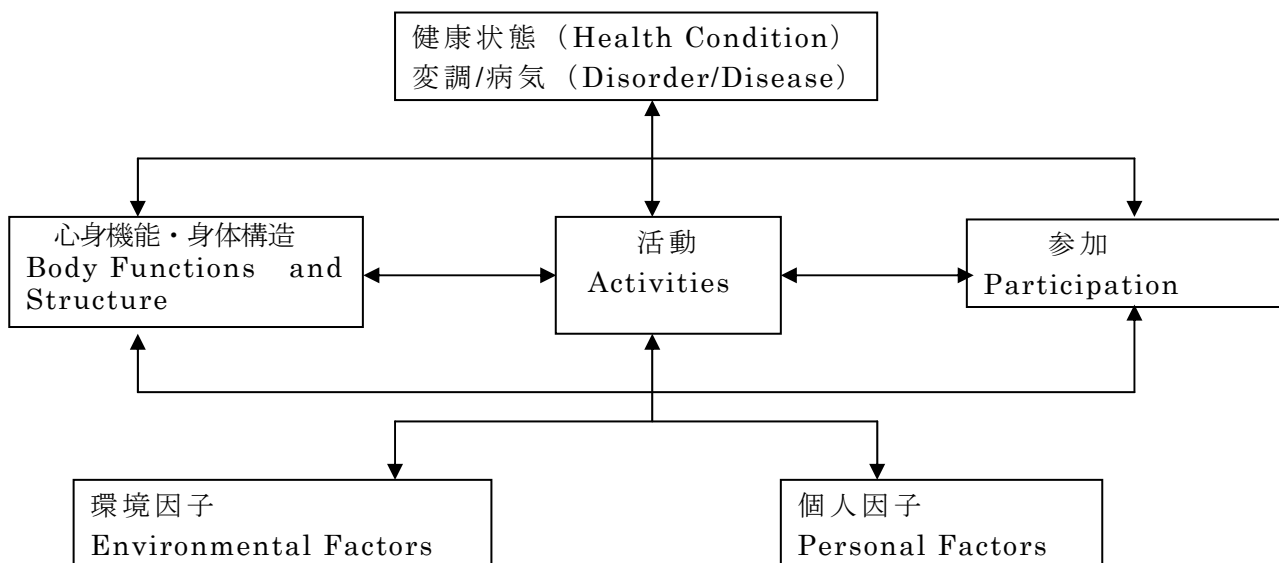 健康状態（Health Condition）
変調/病気（Disorder/Disease）
心身機能・身体構造
Body Functions and
Structure
活動
Activities
参加
Participation
環境因子
Environmental Factors
個人因子
Personal Factors